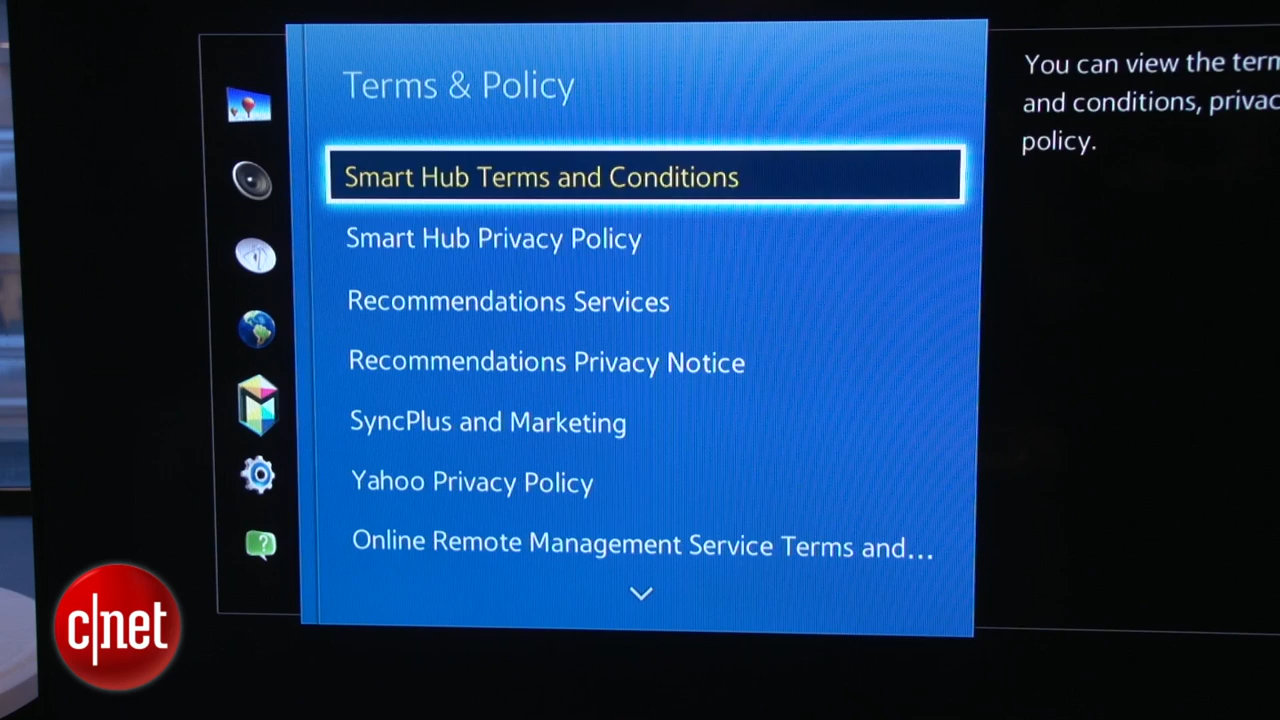 Terms & Policy
Smart Hub Terms and Conditions
Smart Hub Privacy Policy
Recommendations Services
Recommendations Privacy Notice
SyncPlus and Marketing
Yahoo Privacy Policy
Online Remote Management Service Terms and...
You can view the term
and conditions, privac
policy.
?
c|net